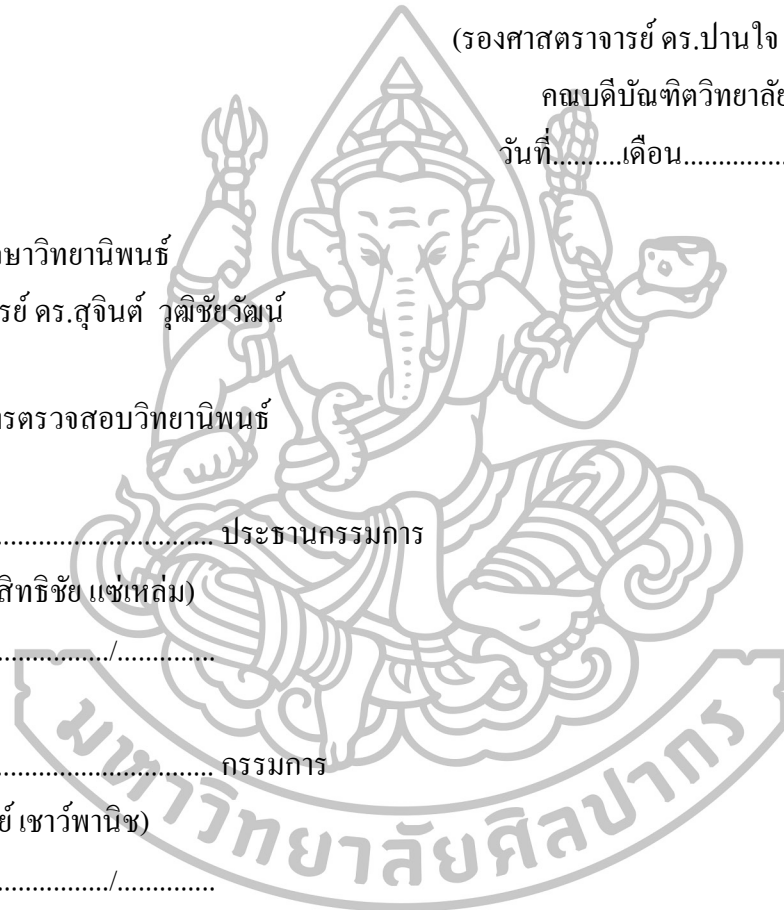 (รองศาสตราจารย์ ดร.ปานใจ
คณบดีบัณฑิตวิทยาลัย
วันที่..........เดือน................
ษาวิทยานิพนธ์
รย์ ดร.สุจินต์ วุฒิชัยวัฒน์
รตรวจสอบวิทยานิพนธ์
................................. ประธานกรรมการ
สิทธิชัย แซ่เหล่ม)
................./..............
................................. กรรมการ
ย์ เชาว์พานิช)
................./..............
มหาวิทยาลัยศิลปากร